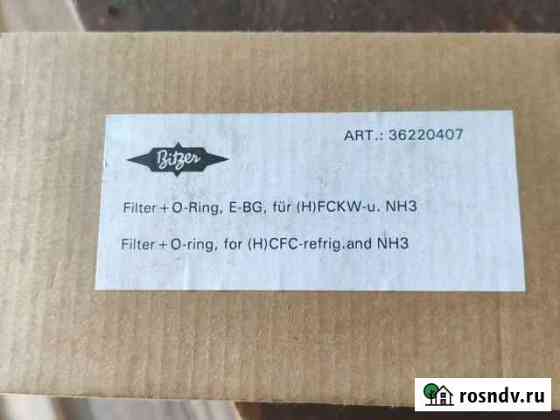 ART.: 36220407
Bitzer
Filter + O-Ring, E-BG, für (H)FCKW-u. NH3
Filter + O-ring, for (H)CFC-refrig.and NH3
rosndv.ru